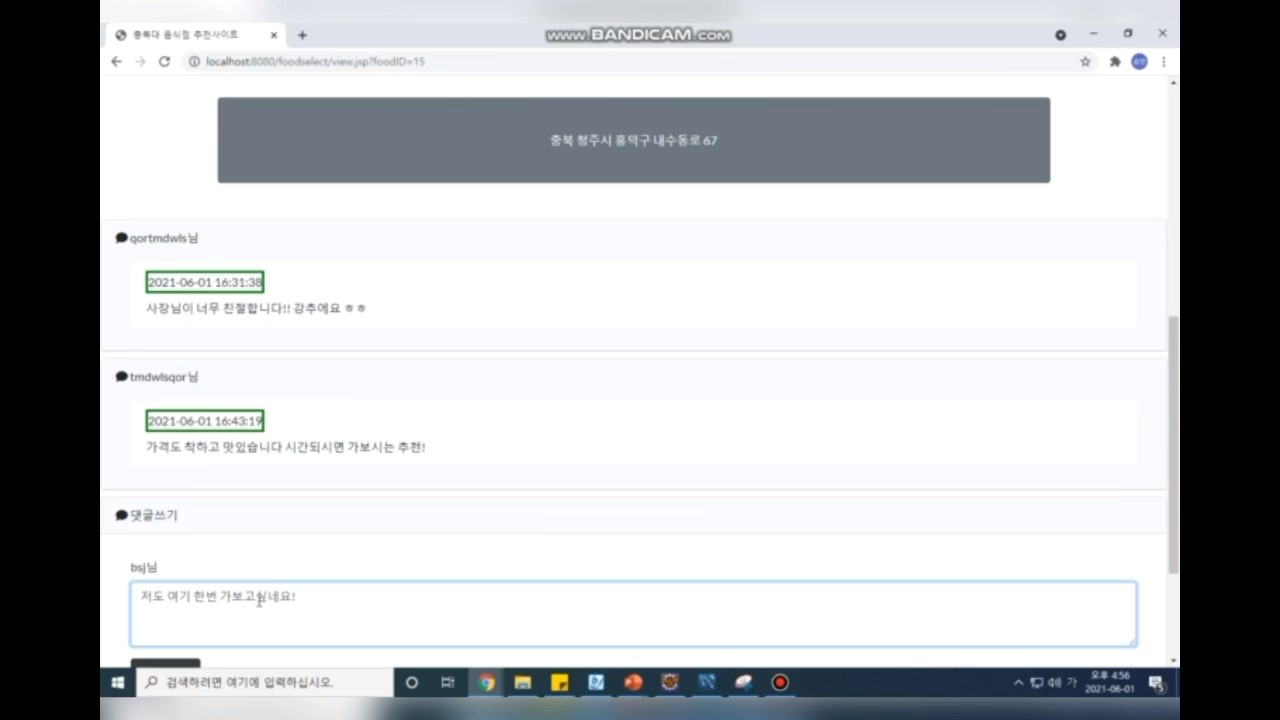 충북대 음식점 추천사이트
www.BANDICAM.com
localhost:8080/foodselect/view.jsp?foodID=15
충북 청주시 흥덕구 내수동로 67
qortmdwls님
2021-06-01 16:31:38
사장님이 너무 친절합니다!! 강추에요 ㅎㅎ
tmdwlsqor님
2021-06-01 16:43:19
가격도 착하고 맛있습니다 시간되시면 가보시는 추천!
댓글쓰기
bsj님
저도 여기 한번 가보고싶네요!
검색하려면 여기에 입력하십시오.
가
오후 4:56
2021-06-01
5